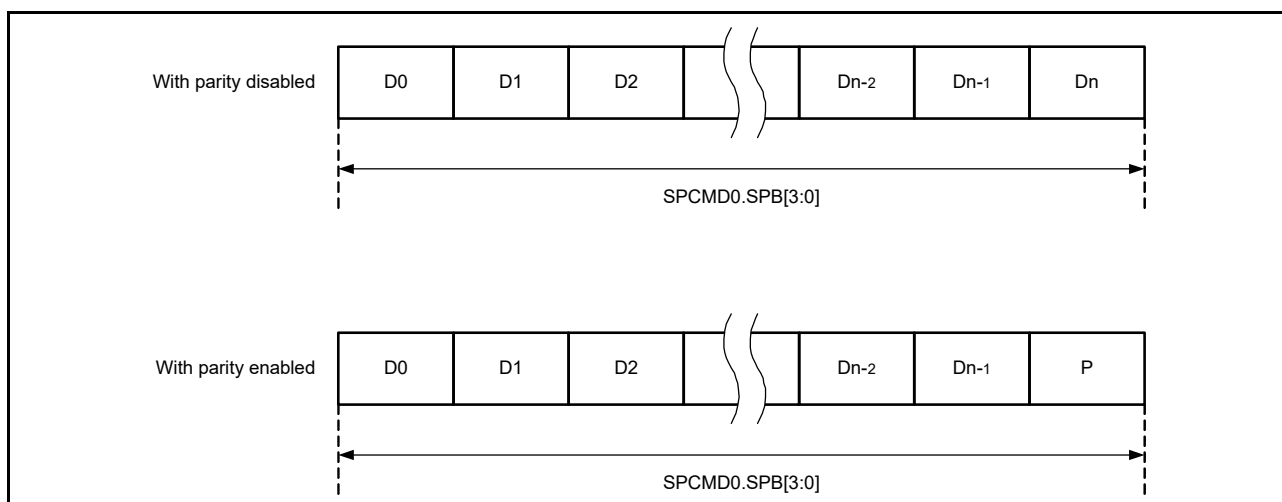 With parity disabled D0 D1 D2 Dn-2 Dn-1 Dn
SPCMD0.SPB[3:0]
With parity enabled D0 D1 D2 Dn-2 Dn-1 P
SPCMD0.SPB[3:0]